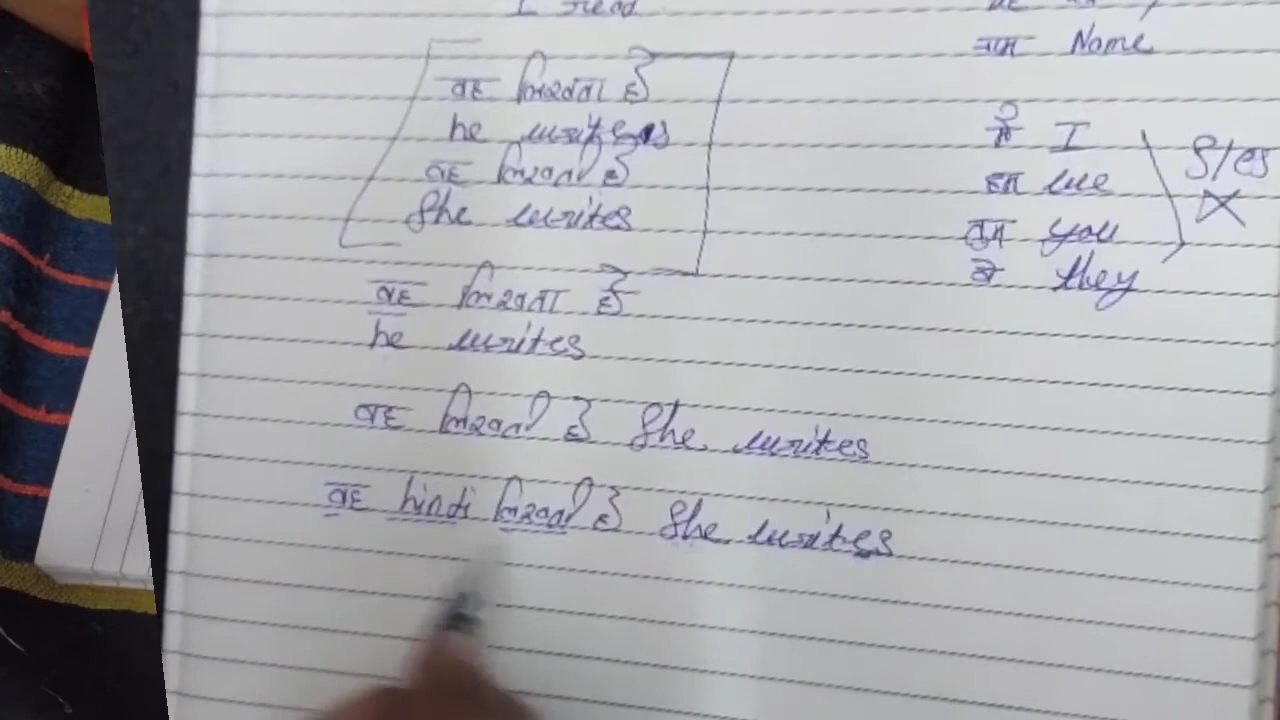 I read
वह लिखता है
he writes
वह लिखती है
She writes
वह लिखता है
he writes
वह लिखती है She writes
वह hindi लिखती है She writes
नाम Name
मैं I
हम we
तुम you
वे they
S/es